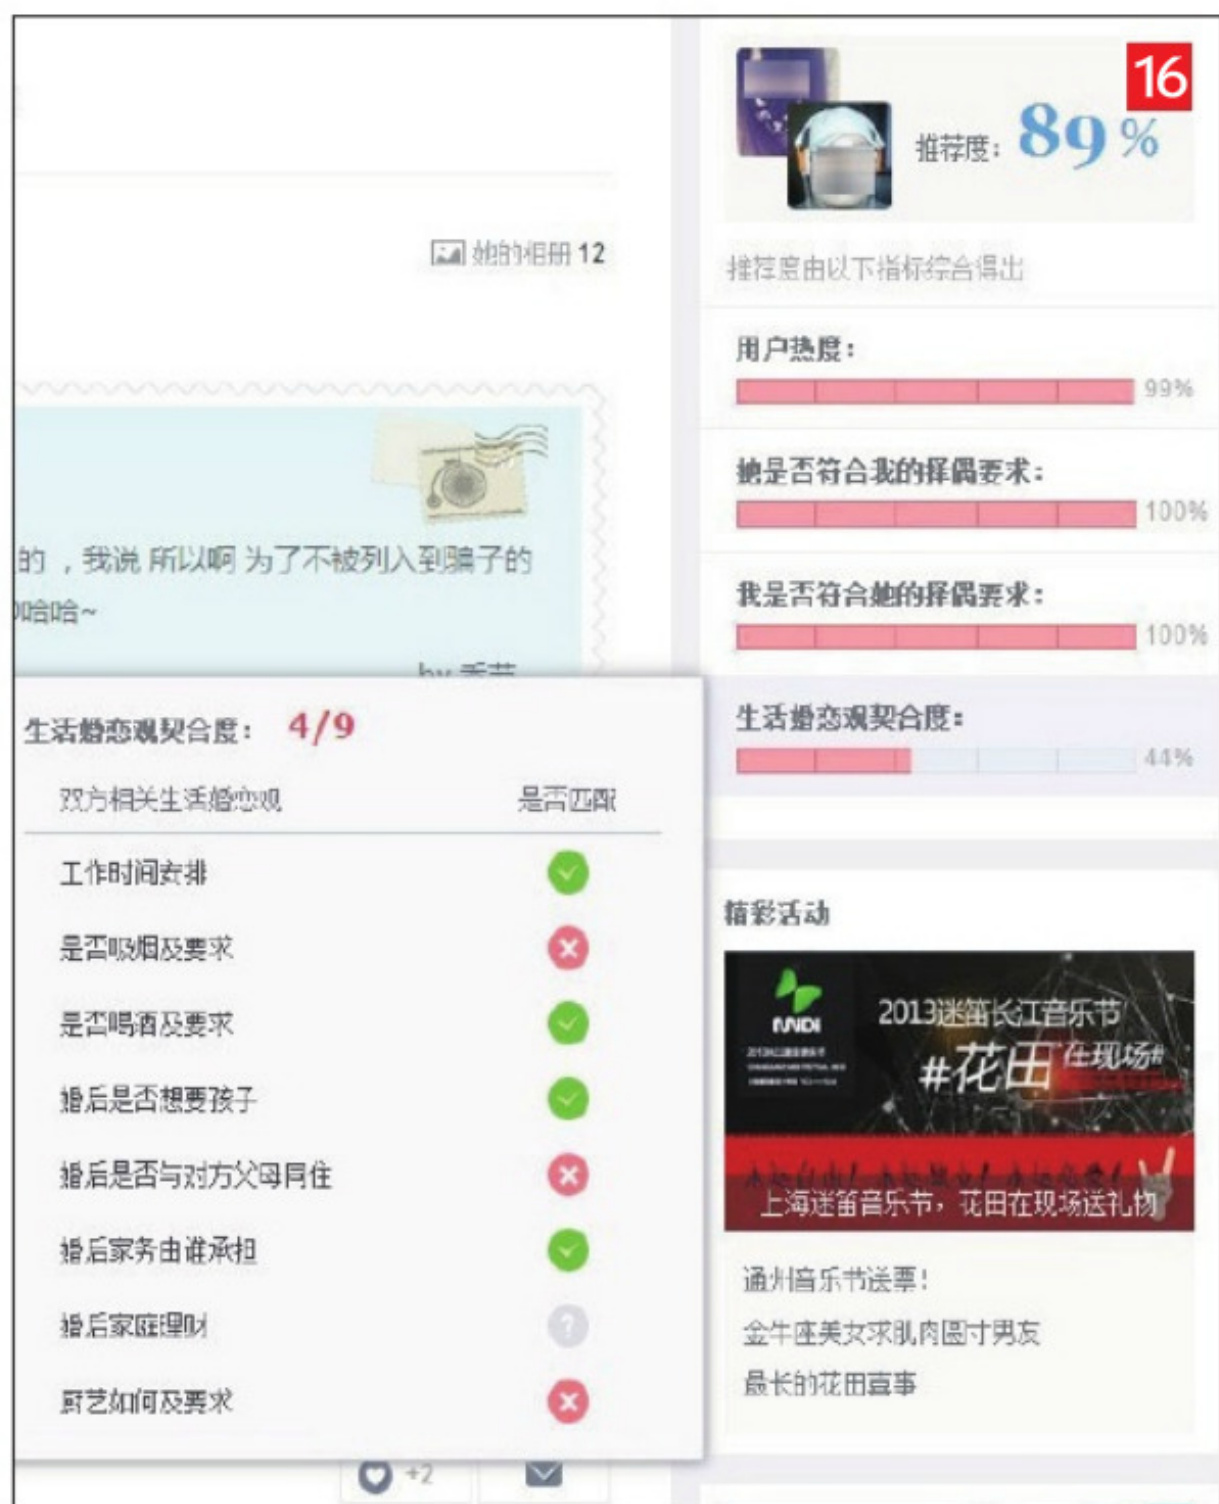 16
推荐度：89%
她的相册 12
推荐度由以下指标综合得出
用户热度：
99%
她是否符合我的择偶要求：
100%
的，我说 所以啊 为了不被列入到骗子的
哈哈~
我是否符合她的择偶要求：
100%
生活婚恋观契合度：
44%
生活婚恋观契合度： 4/9
双方相关生活婚恋观 是否匹配
工作时间安排
是否吸烟及要求
是否喝酒及要求
婚后是否想要孩子
婚后是否与对方父母同住
婚后家务由谁承担
婚后家庭理财
?
厨艺如何及要求
+2
精彩活动
MIDI
2013迷笛长江音乐节
#花田在现场#
上海迷笛音乐节，花田在现场送礼物
通州音乐节送票！
金牛座美女求肌肉圆寸男友
最长的花田喜事